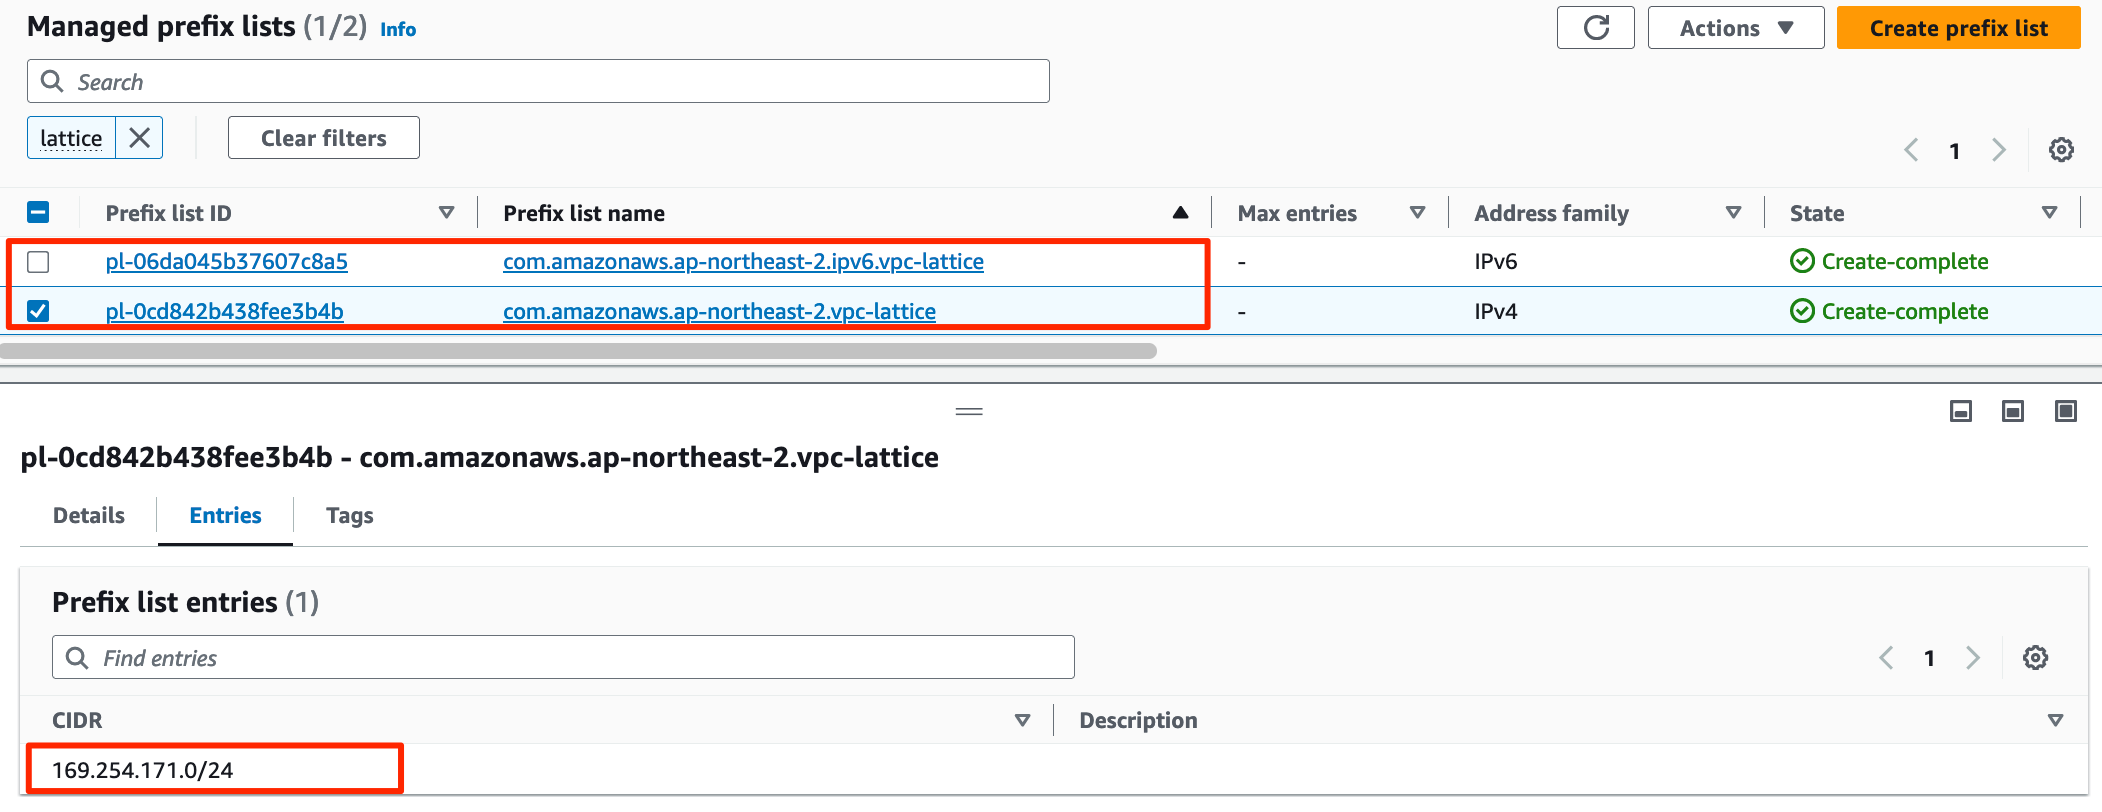 Managed prefix lists (1/2) Info
Actions
Create prefix list
Search
lattice
Clear filters
1
Prefix list ID Prefix list name Max entries Address family State
pl-06da045b37607c8a5 com.amazonaws.ap-northeast-2.ipv6.vpc-lattice - IPv6 Create-complete
pl-0cd842b438fee3b4b com.amazonaws.ap-northeast-2.vpc-lattice - IPv4 Create-complete
pl-0cd842b438fee3b4b - com.amazonaws.ap-northeast-2.vpc-lattice
Details Entries Tags
Prefix list entries (1)
Find entries
1
CIDR Description
169.254.171.0/24